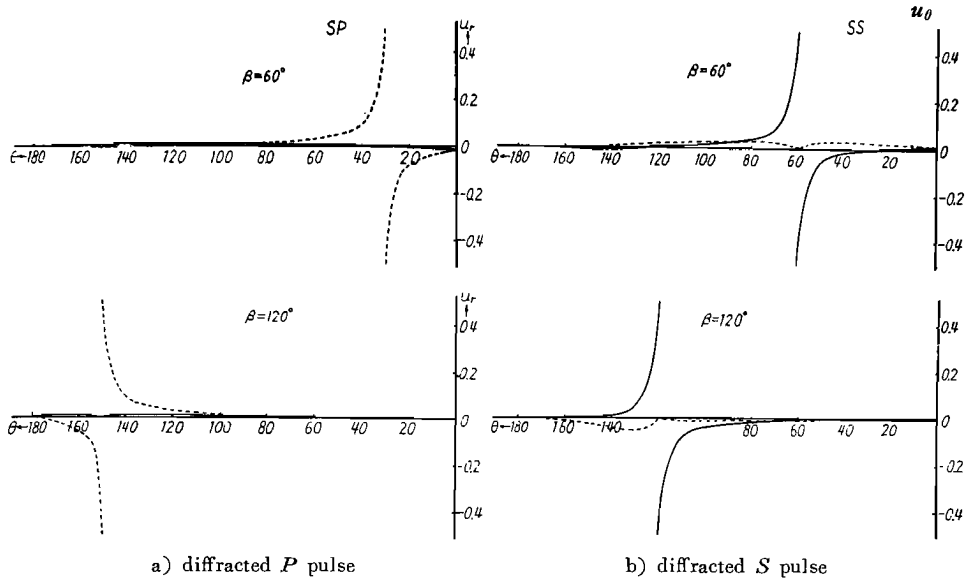 SP
u_r
β=60°
0.4
0.2
0
-0.2
-0.4
θ←180 160 140 120 100 80 60 40 20
u_θ
SS
β=60°
0.4
0.2
0
-0.2
-0.4
θ←180 160 140 120 100 80 60 40 20
u_r
β=120°
0.4
0.2
0
-0.2
-0.4
θ←180 160 140 120 100 80 60 40 20
β=120°
0.4
0.2
0
-0.2
-0.4
θ←180 160 140 80 60 40 20
a) diffracted P pulse
b) diffracted S pulse